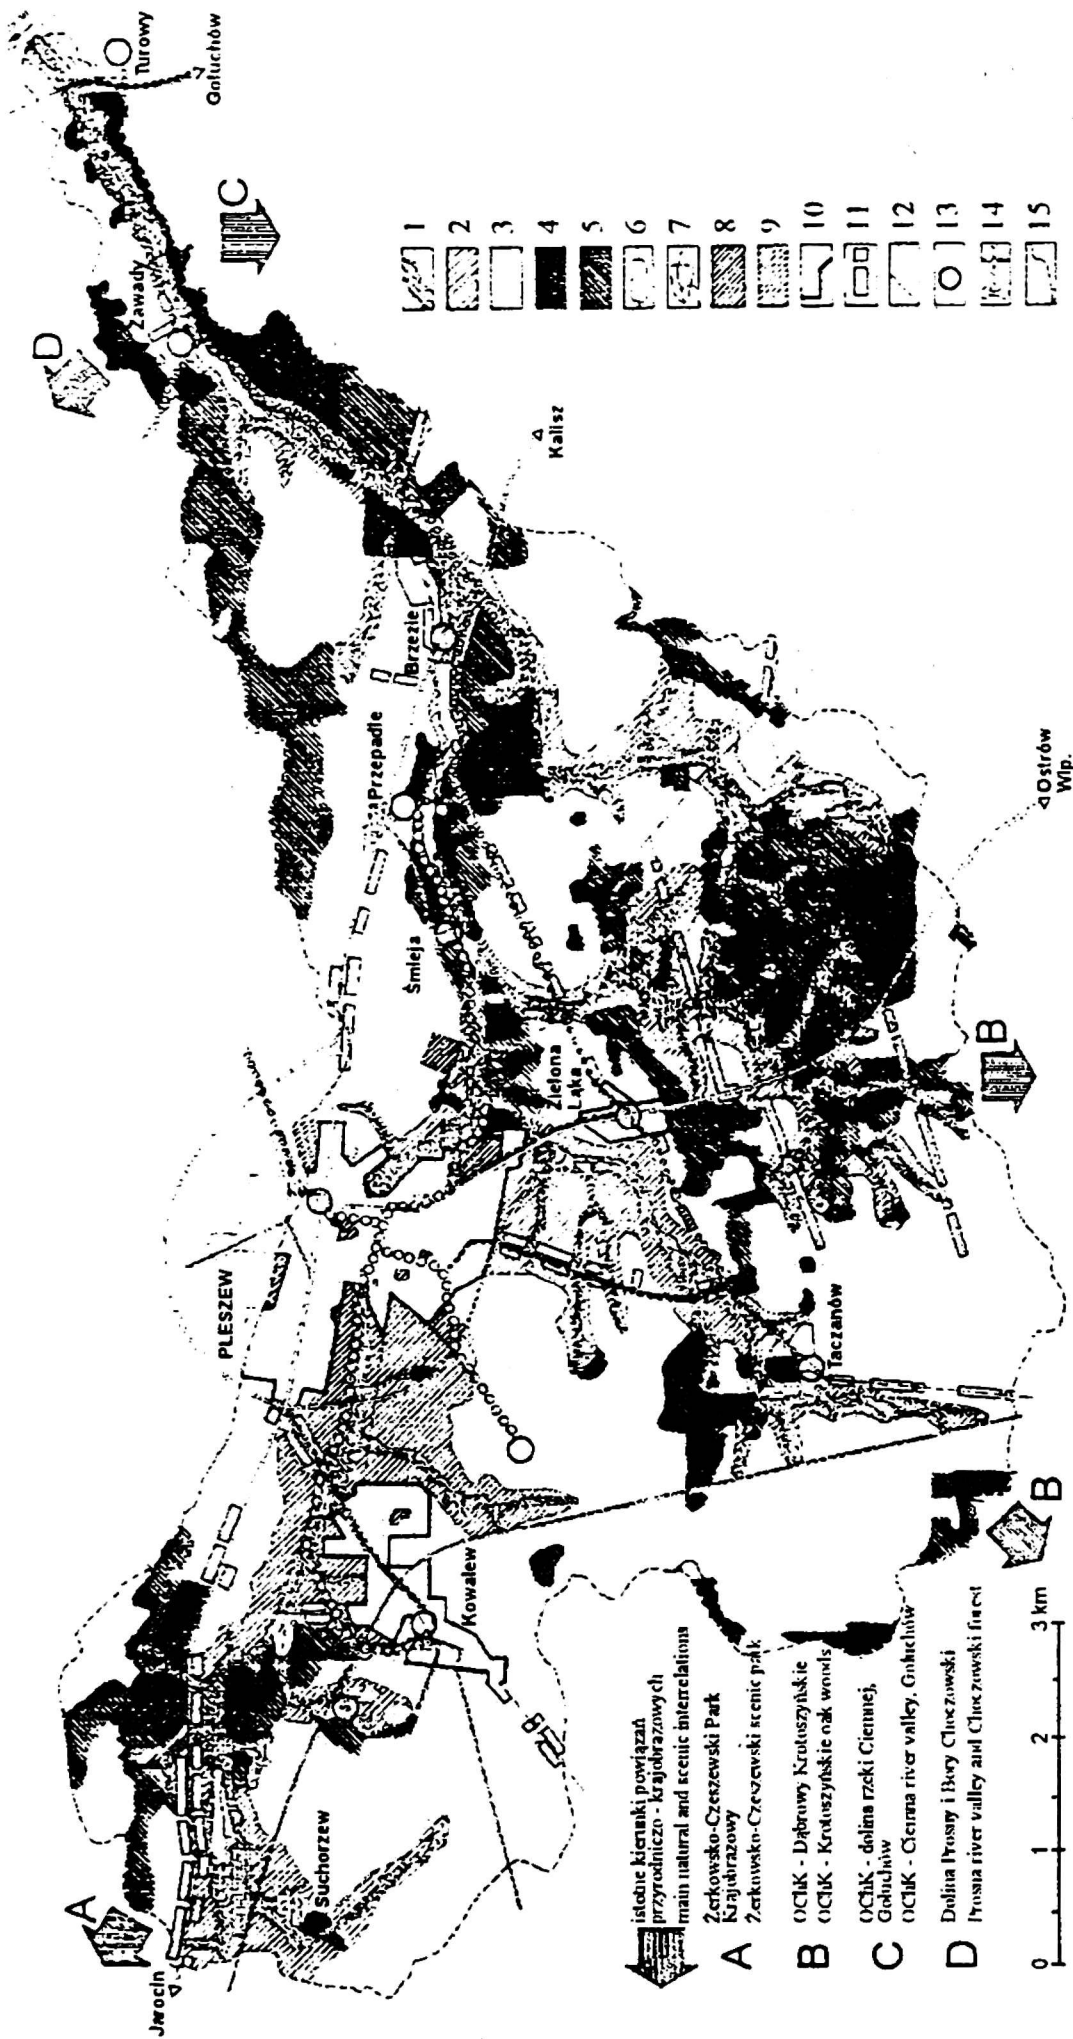 Jarocin
A
Suchorzew
Kowalew
PLESZEW
Taczanów
Zielona
Łąka
Śmieja
Przepadle
Brzezie
Zawady
Turowy
Gołuchów
Kalisz
Ostrów
Wlp.
D
C
B
B
istotne kierunki powiązań
przyrodniczo - krajobrazowych
main natural and scenic interrelations
A
Żerkowsko-Czeszewski Park
Krajobrazowy
Żerkowsko-Czeszewski scenic park
B
OChK - Dąbrowy Krotoszyńskie
OChK - Krotoszyńskie oak woods
C
OChK - dolina rzeki Ciemnej,
Gołuchów
OChK - Ciemna river valley, Gołuchów
D
Dolina Prosny i Bory Choczowski
Prosna river valley and Choczowski forest
0 1 2 3 km
1
2
3
4
5
6
7
8
9
10
11
12
13
14
15